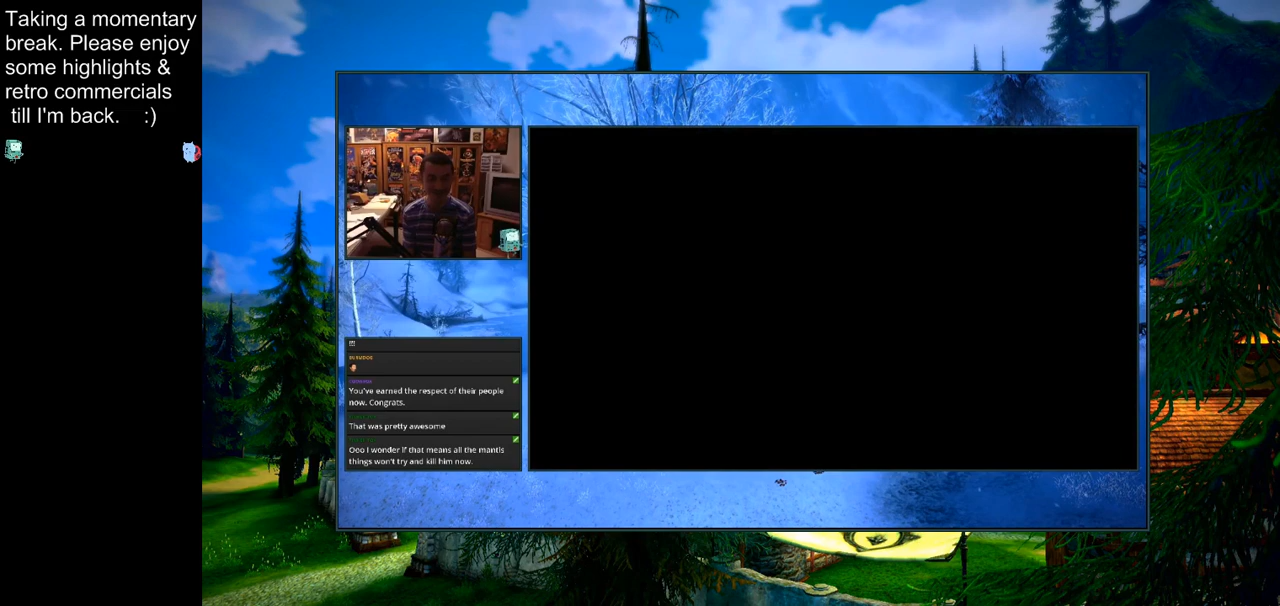 Taking a momentary
break. Please enjoy
some highlights &
retro commercials
till I'm back. :)
You've earned the respect of their people
now. Congrats.
That was pretty awesome
Ooo I wonder if that means all the mantis
things won't try and kill him now.